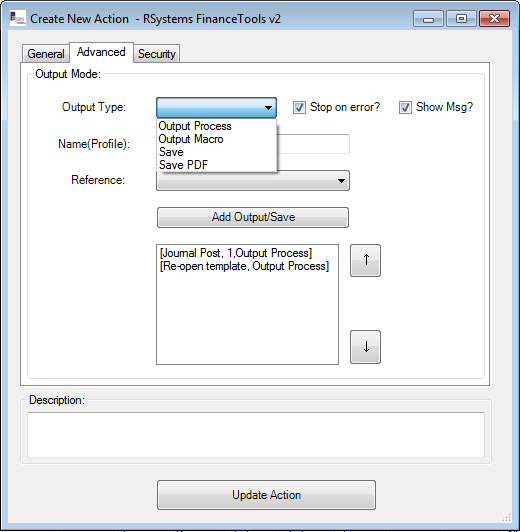 Create New Action  - RSystems FinanceTools v2
General Advanced Security
Output Mode:
Output Type: Stop on error? Show Msg?
Output Process
Output Macro
Save
Save PDF
Name(Profile):
Reference:
Add Output/Save
[Journal Post, 1,Output Process]
[Re-open template, Output Process]
↑
↓
Description:
Update Action